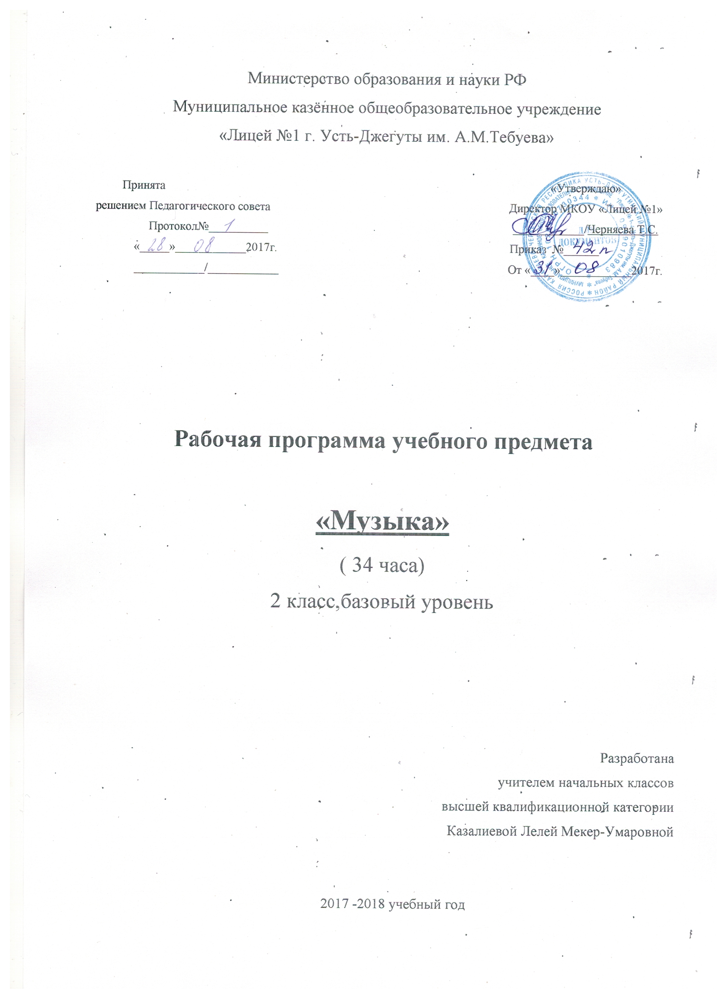 Министерство образования и науки РФ
Муниципальное казённое общеобразовательное учреждение
«Лицей №1 г. Усть-Джегуты им. А.М.Тебуева»
Принята
решением Педагогического совета
Протокол№ 1
«28» 08 2017г.
/
«Утверждаю»
Директор МКОУ «Лицей №1»
/Черняева Т.С.
Приказ № 42 п
От «31» 08 2017г.
ДОКУМЕНТОВ
Рабочая программа учебного предмета
«Музыка»
( 34 часа)
2 класс,базовый уровень
Разработана
учителем начальных классов
высшей квалификационной категории
Казалиевой Лелей Мекер-Умаровной
2017 -2018 учебный год